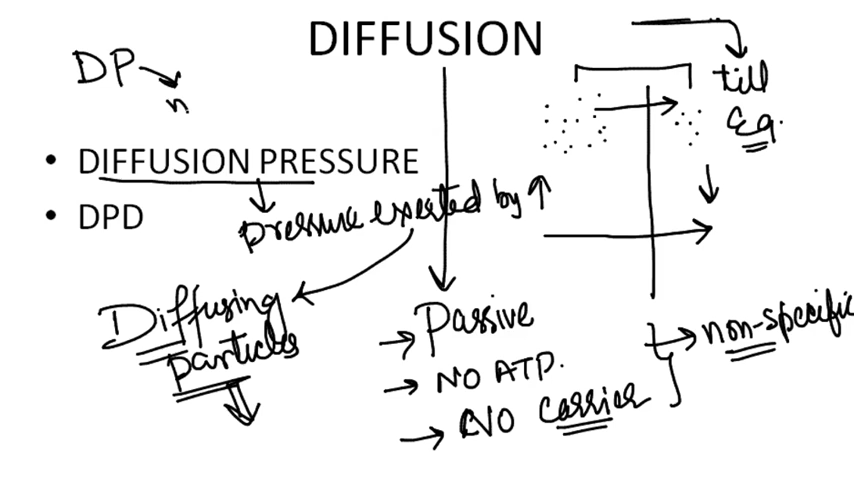 DIFFUSION
DP
n
till
Eq.
• DIFFUSION PRESSURE
• DPD
pressure exerted by
Diffusing
particles
→ Passive
→ NO ATP.
→ NO carrier
→ non-specific